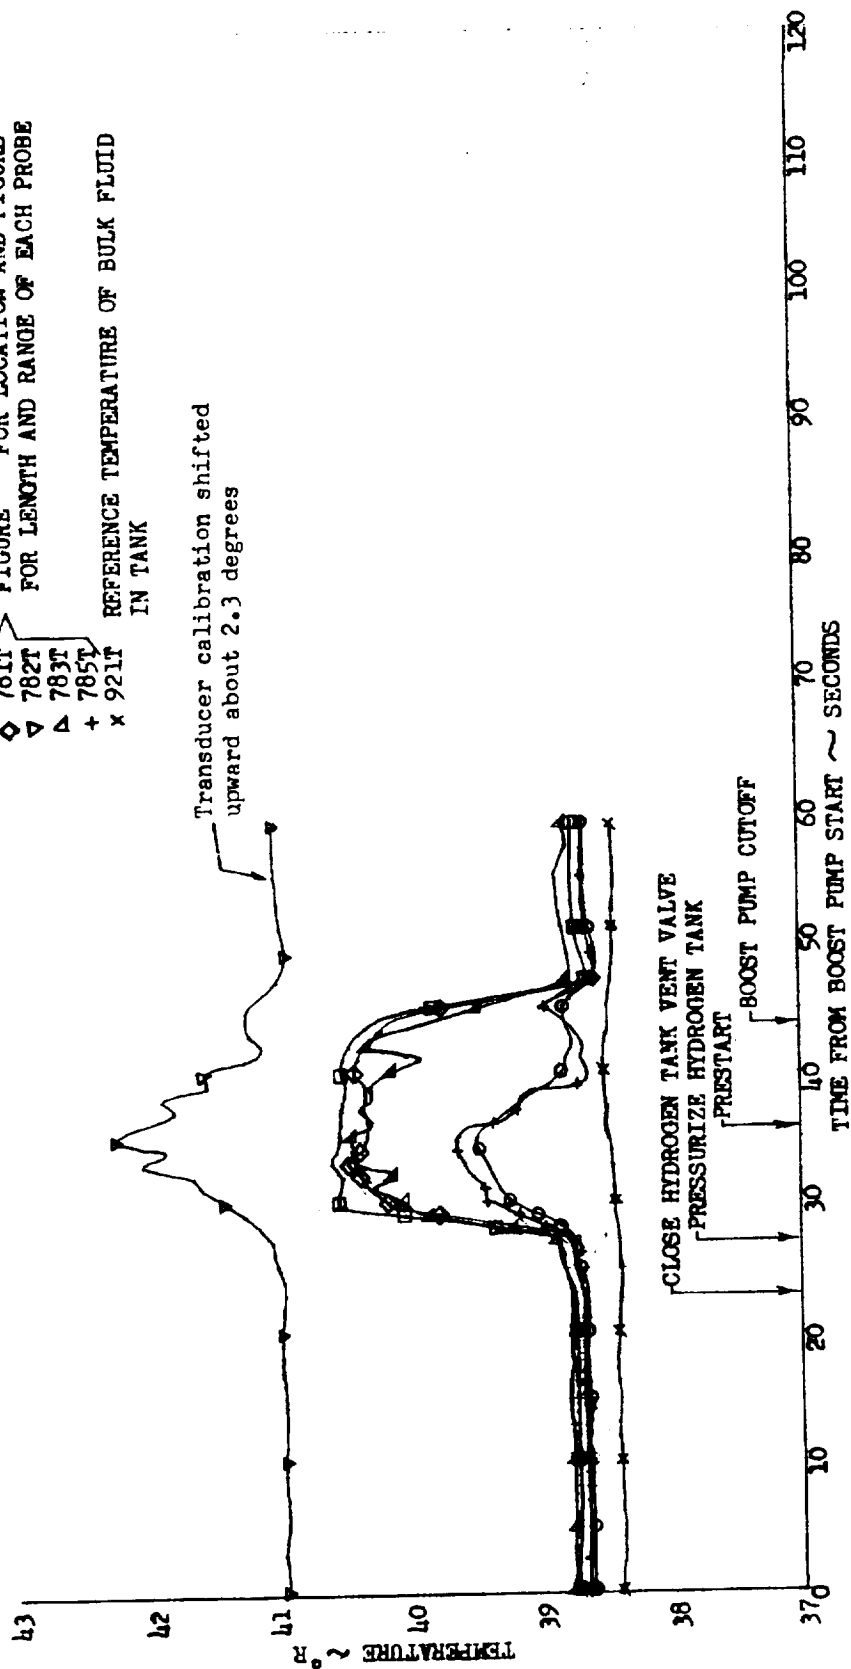 ◇ 781T > FIGURE FOR LOCATION AND FIGURE
▽ 782T FOR LENGTH AND RANGE OF EACH PROBE
△ 783T
+ 785T
x 921T REFERENCE TEMPERATURE OF BULK FLUID
IN TANK
Transducer calibration shifted
upward about 2.3 degrees
CLOSE HYDROGEN TANK VENT VALVE
PRESSURIZE HYDROGEN TANK
PRESTART
BOOST PUMP CUTOFF
TEMPERATURE ~ °R
43
42
41
40
39
38
37
0 10 20 30 40 50 60 70 80 90 100 110 120
TIME FROM BOOST PUMP START ~ SECONDS